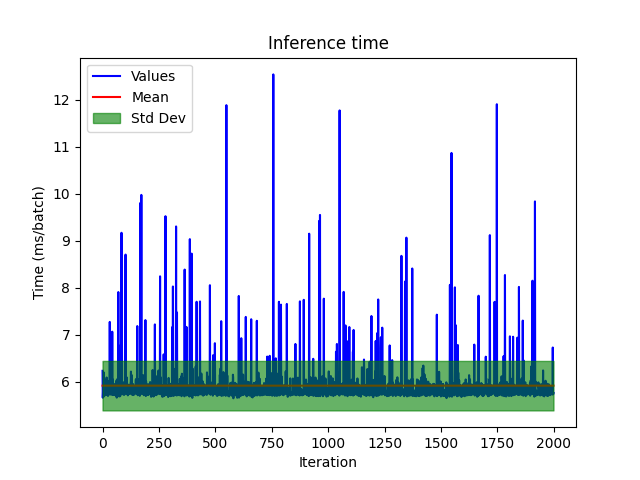 Inference time
Values
Mean
Std Dev
Time (ms/batch)
12
11
10
9
8
7
6
0 250 500 750 1000 1250 1500 1750 2000
Iteration